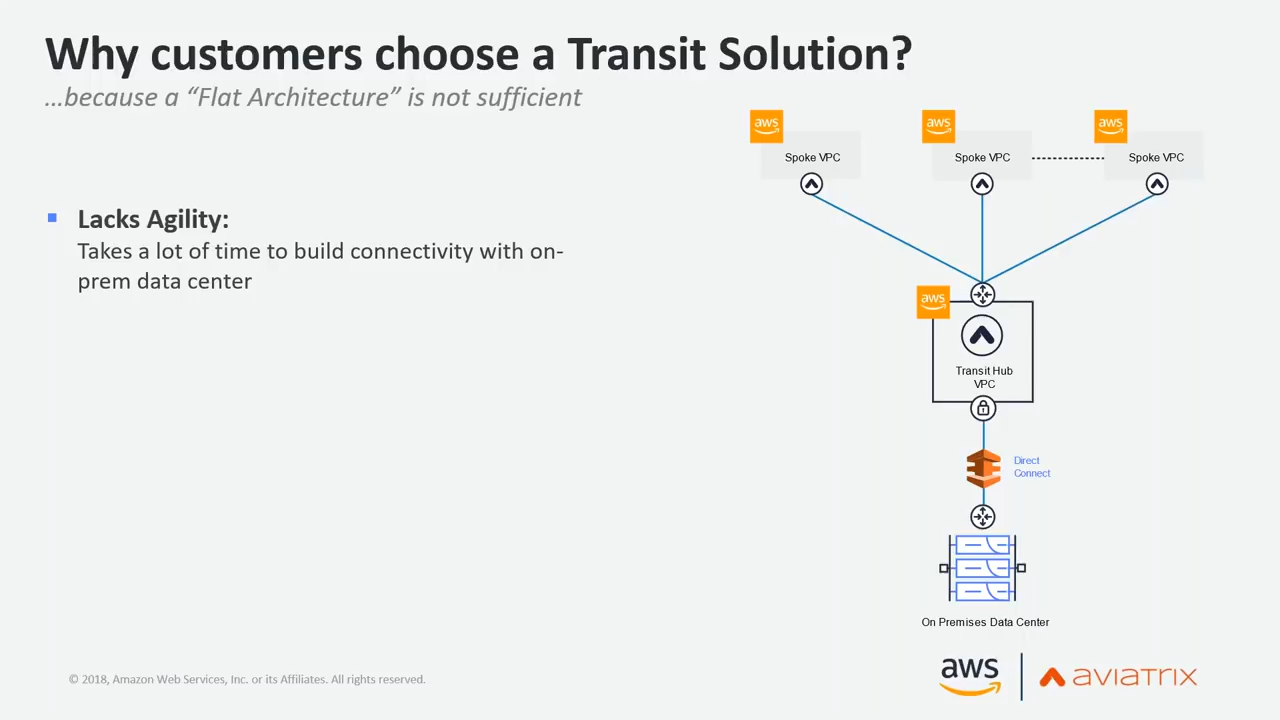 Why customers choose a Transit Solution?
...because a “Flat Architecture” is not sufficient
aws
aws
aws
Spoke VPC
Spoke VPC
Spoke VPC
Lacks Agility:
Takes a lot of time to build connectivity with on-
prem data center
aws
Transit Hub
VPC
Direct
Connect
On Premises Data Center
© 2018, Amazon Web Services, Inc. or its Affiliates. All rights reserved.
aws
aviatrix